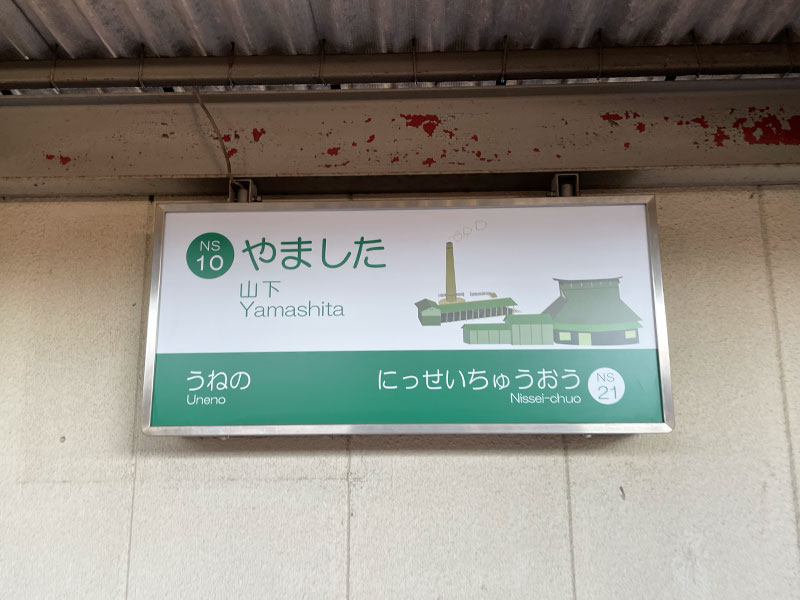 NS
10
やました
山下
Yamashita
うねの
Uneno
にっせいちゅうおう
Nissei-chuo
NS
21